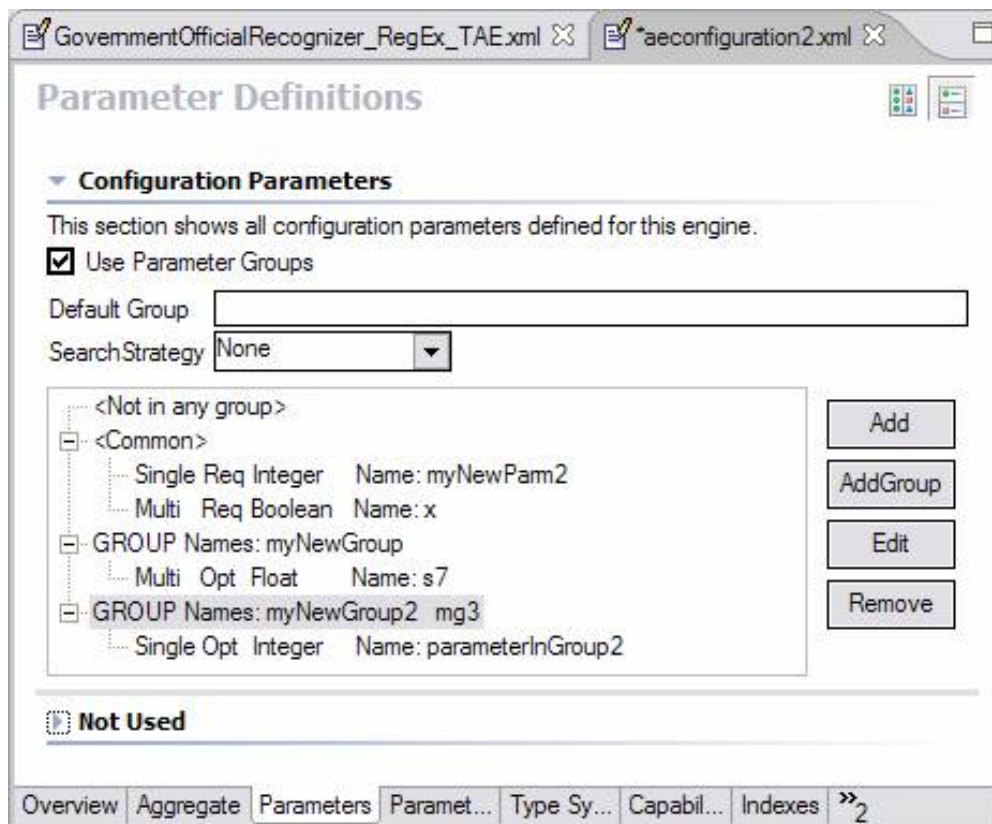 GovernmentOfficialRecognizer_RegEx_TAE.xml *aeconfiguration2.xml
Parameter Definitions
Configuration Parameters
This section shows all configuration parameters defined for this engine.
Use Parameter Groups
Default Group
SearchStrategy None
<Not in any group>
<Common>
Single Req Integer Name: myNewParm2
Multi Req Boolean Name: x
GROUP Names: myNewGroup
Multi Opt Float Name: s7
GROUP Names: myNewGroup2 mg3
Single Opt Integer Name: parameterInGroup2
Add
AddGroup
Edit
Remove
Not Used
Overview Aggregate Parameters Paramet... Type Sy... Capabil... Indexes »2